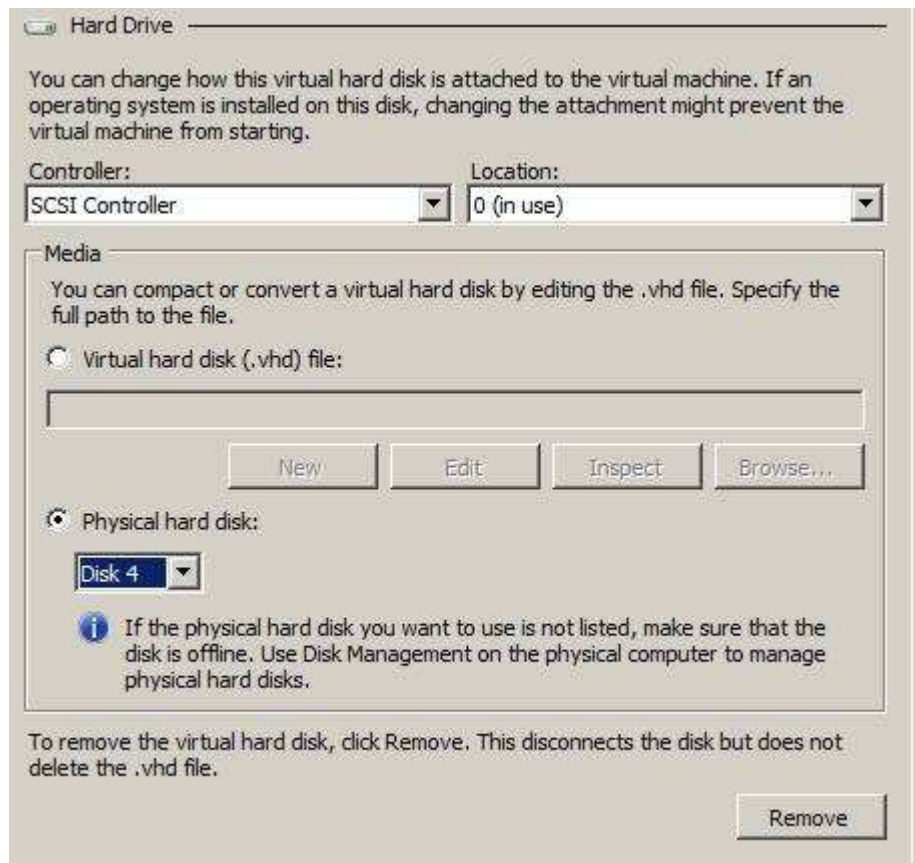 Hard Drive
You can change how this virtual hard disk is attached to the virtual machine. If an
operating system is installed on this disk, changing the attachment might prevent the
virtual machine from starting.
Controller:
Location:
SCSI Controller
0 (in use)
Media
You can compact or convert a virtual hard disk by editing the .vhd file. Specify the
full path to the file.
Virtual hard disk (.vhd) file:
New
Edit
Inspect
Browse...
Physical hard disk:
Disk 4
If the physical hard disk you want to use is not listed, make sure that the
disk is offline. Use Disk Management on the physical computer to manage
physical hard disks.
To remove the virtual hard disk, click Remove. This disconnects the disk but does not
delete the .vhd file.
Remove